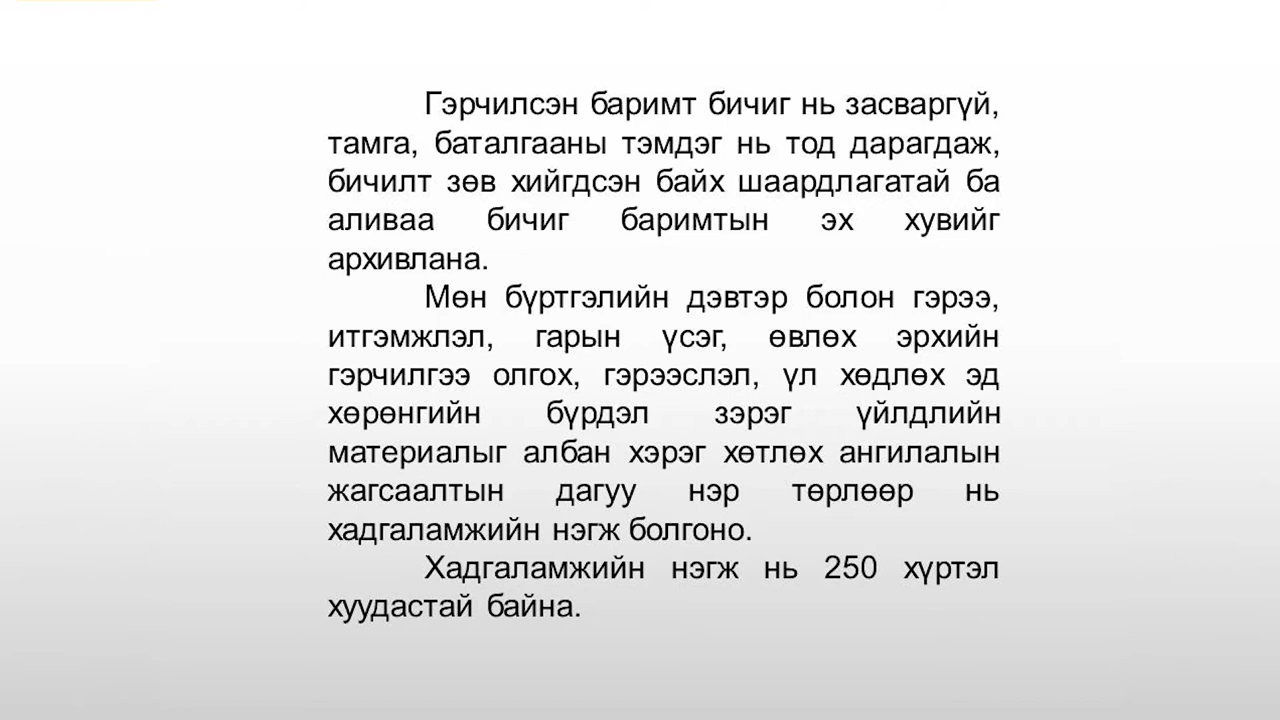 Гэрчилсэн баримт бичиг нь засваргүй,
тамга, баталгааны тэмдэг нь тод дарагдаж,
бичилт зөв хийгдсэн байх шаардлагатай ба
аливаа бичиг баримтын эх хувийг
архивлана.
Мөн бүртгэлийн дэвтэр болон гэрээ,
итгэмжлэл, гарын үсэг, өвлөх эрхийн
гэрчилгээ олгох, гэрээслэл, үл хөдлөх эд
хөрөнгийн бүрдэл зэрэг үйлдлийн
материалыг албан хэрэг хөтлөх ангилалын
жагсаалтын дагуу нэр төрлөөр нь
хадгаламжийн нэгж болгоно.
Хадгаламжийн нэгж нь 250 хүртэл
хуудастай байна.